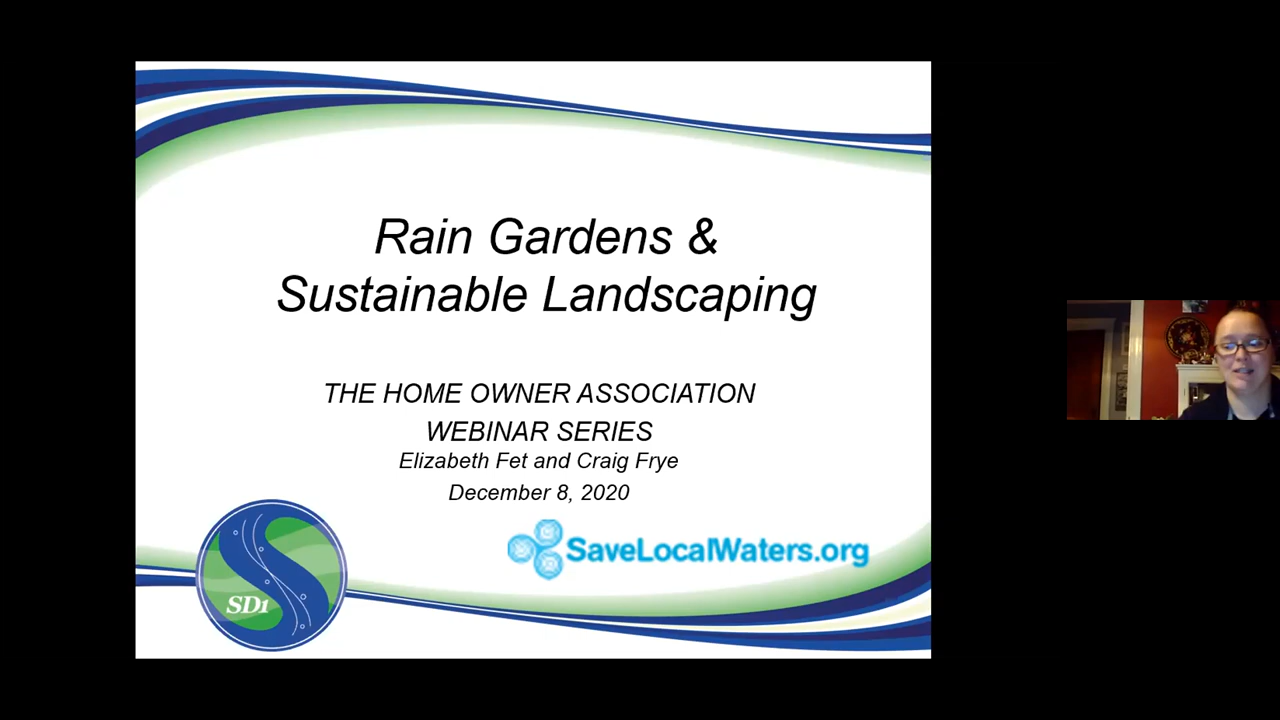 Rain Gardens &
Sustainable Landscaping
THE HOME OWNER ASSOCIATION
WEBINAR SERIES
Elizabeth Fet and Craig Frye
December 8, 2020
SaveLocalWaters.org
SD1